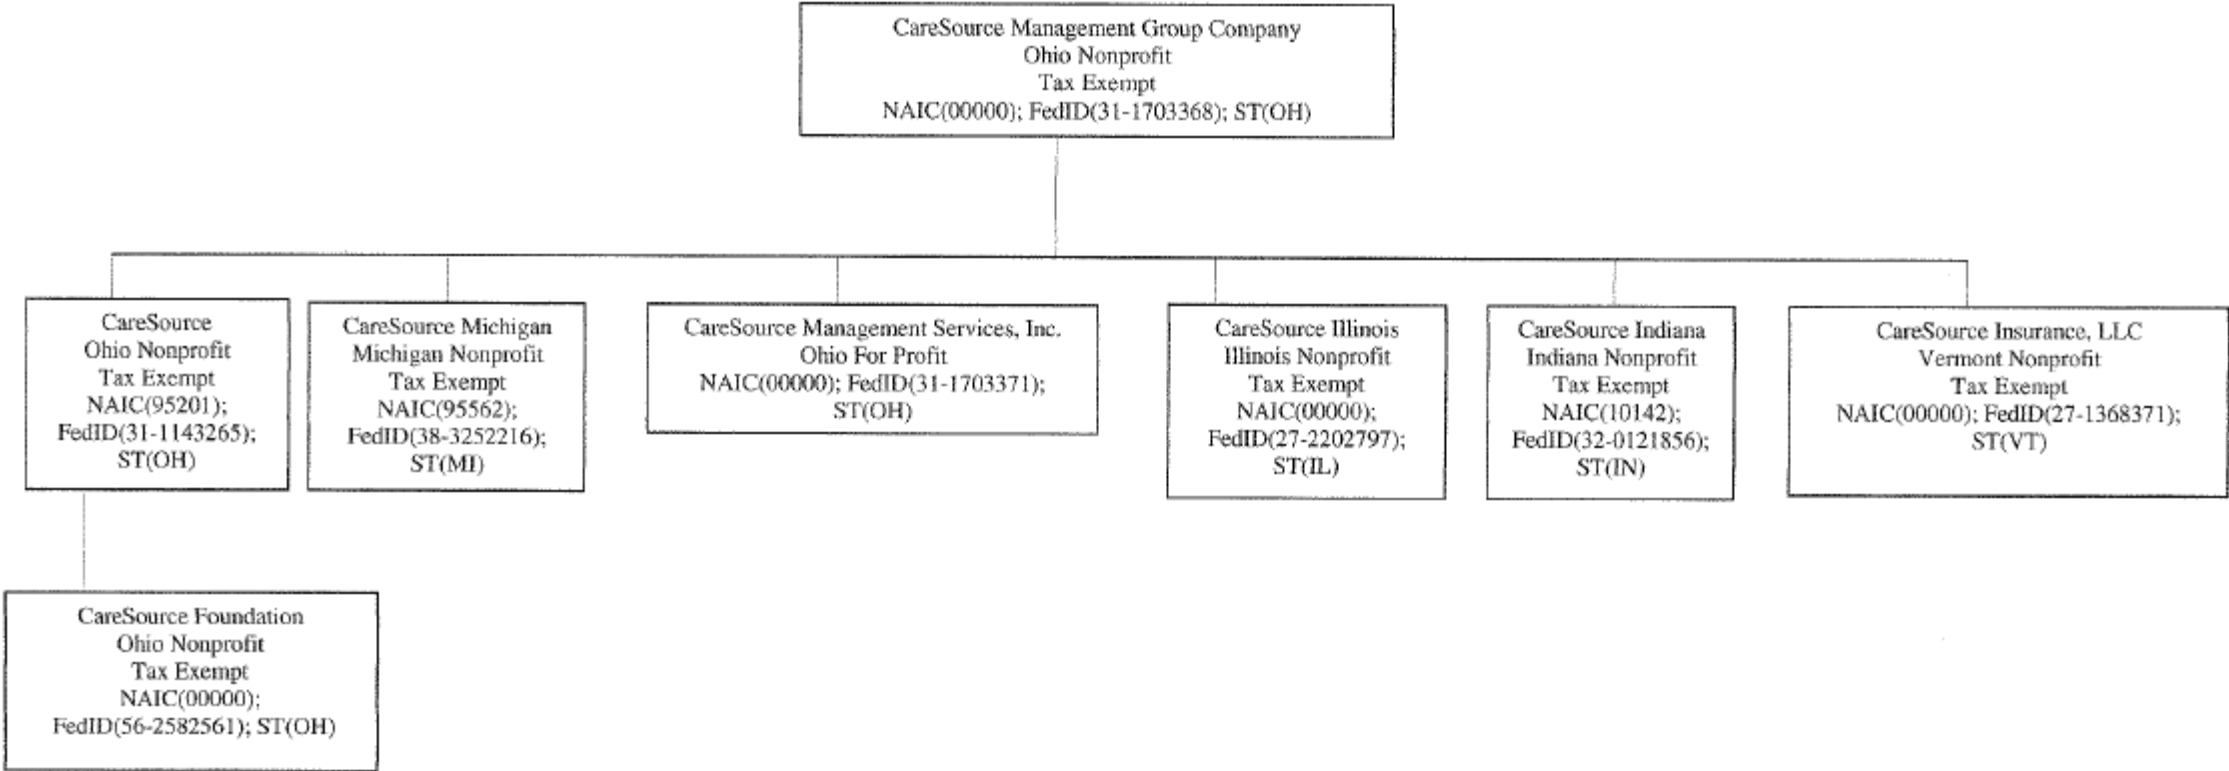 CareSource Management Group Company
Ohio Nonprofit
Tax Exempt
NAIC(00000); FedID(31-1703368); ST(OH)
CareSource
Ohio Nonprofit
Tax Exempt
NAIC(95201);
FedID(31-1143265);
ST(OH)
CareSource Michigan
Michigan Nonprofit
Tax Exempt
NAIC(95562);
FedID(38-3252216);
ST(MI)
CareSource Management Services, Inc.
Ohio For Profit
NAIC(00000); FedID(31-1703371);
ST(OH)
CareSource Illinois
Illinois Nonprofit
Tax Exempt
NAIC(00000);
FedID(27-2202797);
ST(IL)
CareSource Indiana
Indiana Nonprofit
Tax Exempt
NAIC(10142);
FedID(32-0121856);
ST(IN)
CareSource Insurance, LLC
Vermont Nonprofit
Tax Exempt
NAIC(00000); FedID(27-1368371);
ST(VT)
CareSource Foundation
Ohio Nonprofit
Tax Exempt
NAIC(00000);
FedID(56-2582561); ST(OH)